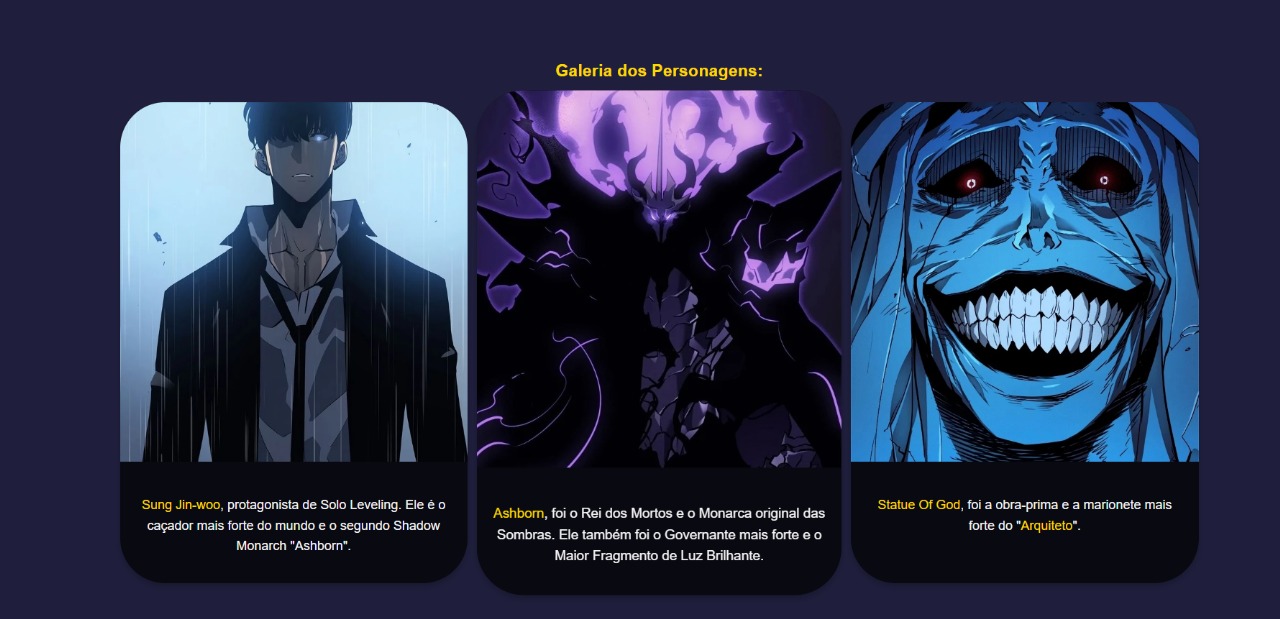 Galeria dos Personagens:
Sung Jin-woo, protagonista de Solo Leveling. Ele é o
caçador mais forte do mundo e o segundo Shadow
Monarch "Ashborn".
Ashborn, foi o Rei dos Mortos e o Monarca original das
Sombras. Ele também foi o Governante mais forte e o
Maior Fragmento de Luz Brilhante.
Statue Of God, foi a obra-prima e a marionete mais
forte do "Arquiteto".